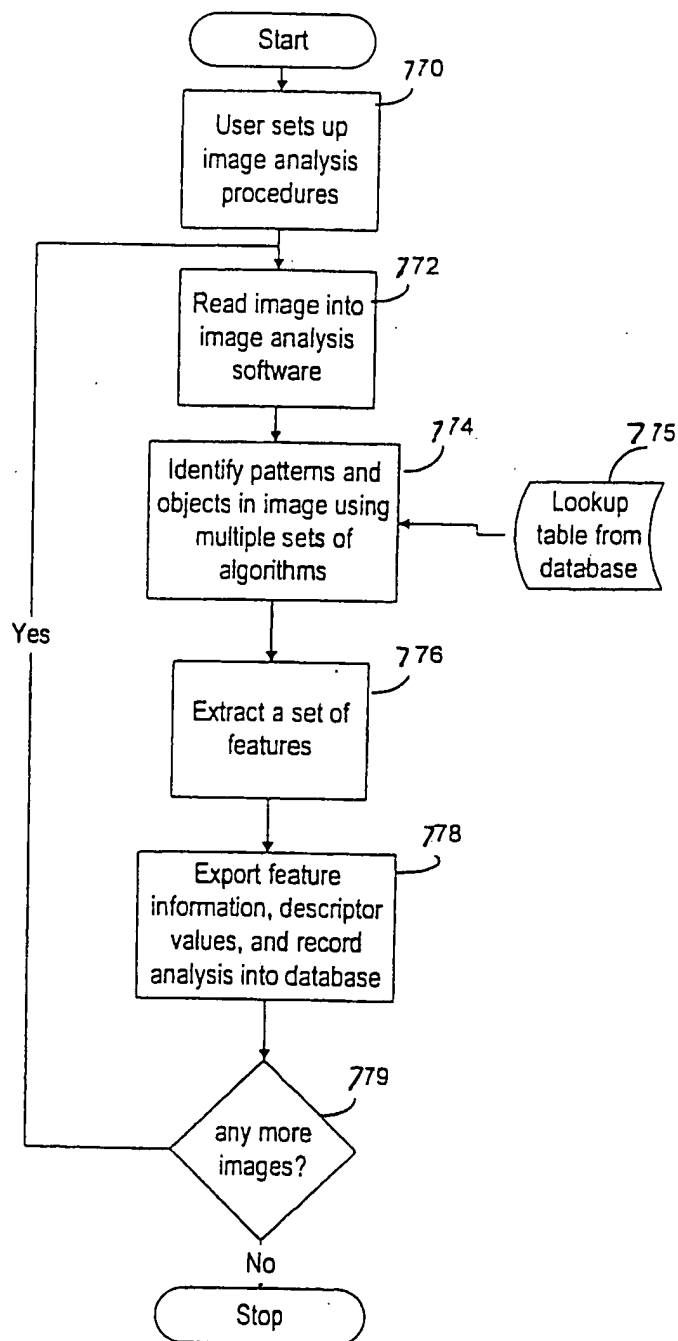 Start
770
User sets up
image analysis
procedures
772
Read image into
image analysis
software
774
Identify patterns and
objects in image using
multiple sets of
algorithms
775
Lookup
table from
database
Yes
776
Extract a set of
features
778
Export feature
information, descriptor
values, and record
analysis into database
779
any more
images?
No
Stop